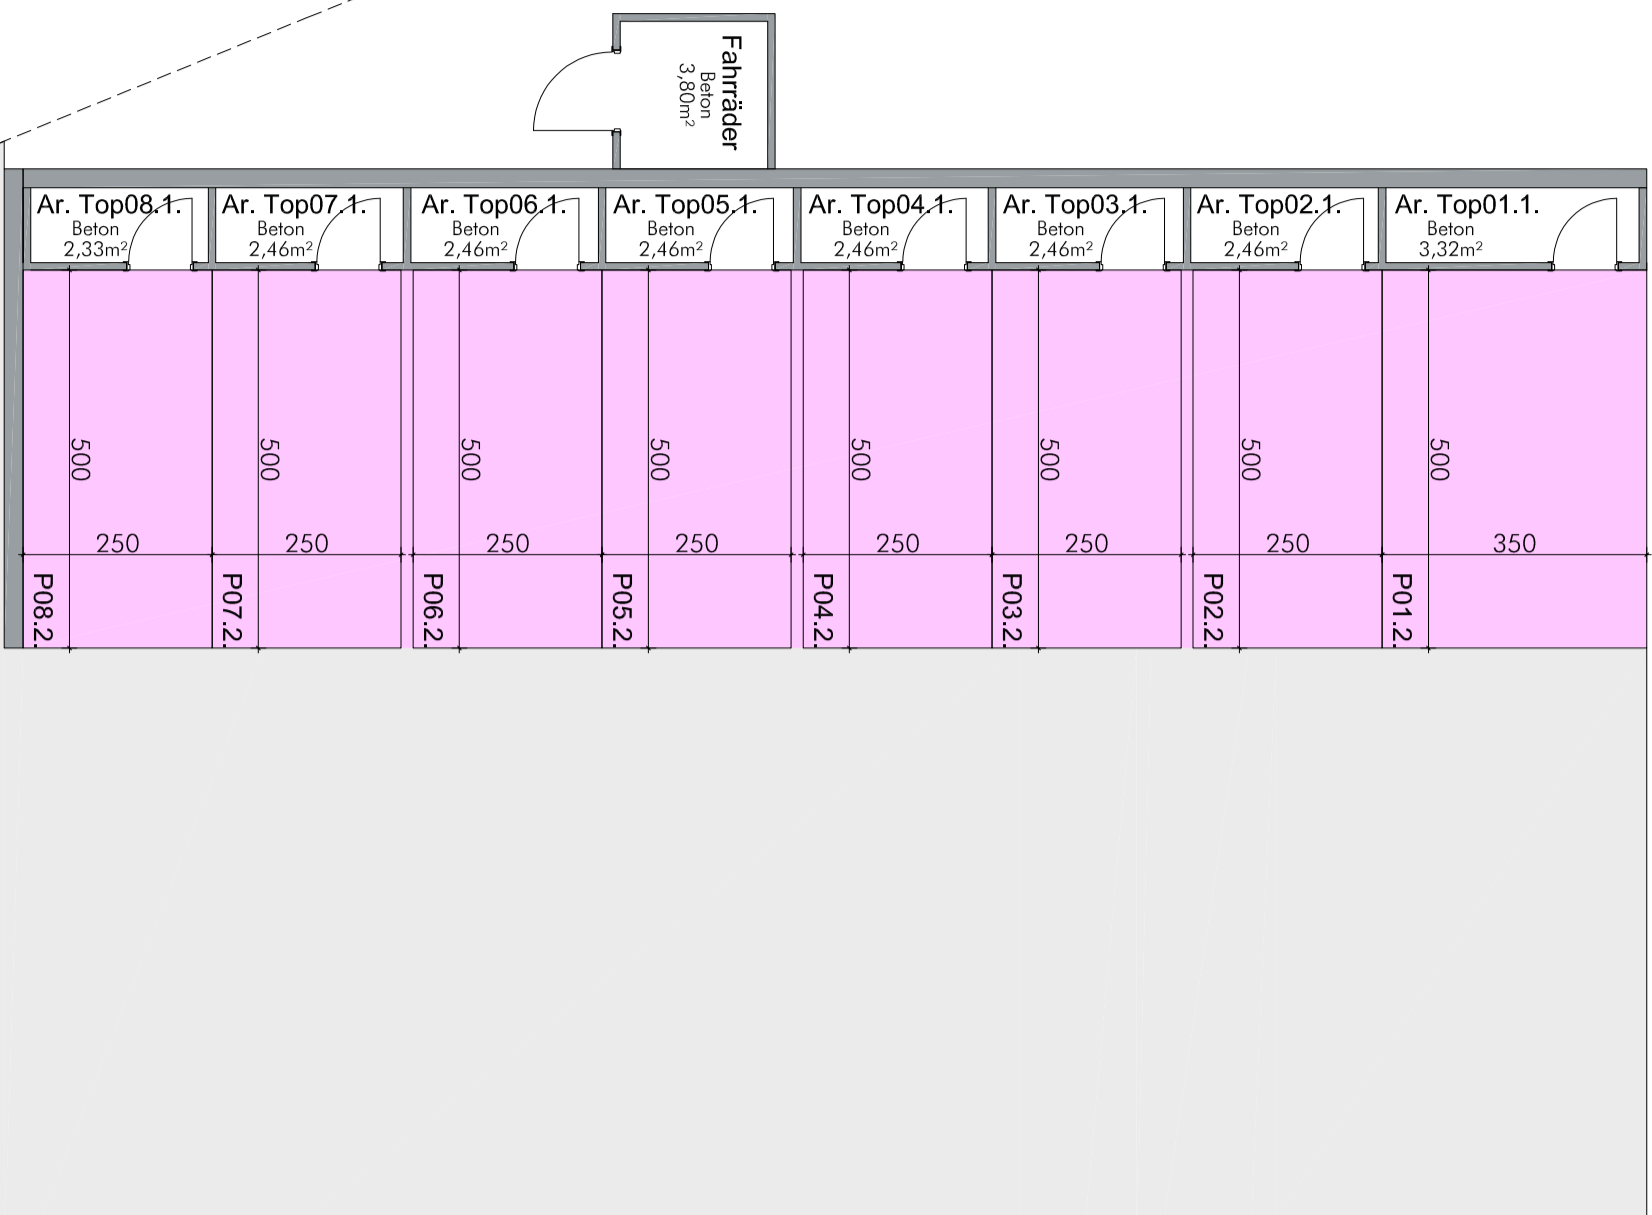 Fahrräder
Beton
3,80m²
Ar. Top08.1.
Beton
2,33m²
Ar. Top07.1.
Beton
2,46m²
Ar. Top06.1.
Beton
2,46m²
Ar. Top05.1.
Beton
2,46m²
Ar. Top04.1.
Beton
2,46m²
Ar. Top03.1.
Beton
2,46m²
Ar. Top02.1.
Beton
2,46m²
Ar. Top01.1.
Beton
3,32m²
500
500
500
500
500
500
500
500
250
250
250
250
250
250
250
350
P08.2.
P07.2.
P06.2.
P05.2.
P04.2.
P03.2.
P02.2.
P01.2.